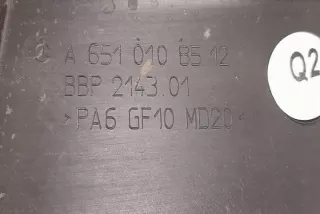 A 651 010 85 12
BBP 2143.01
>PA6 GF10 MD20<
Q2